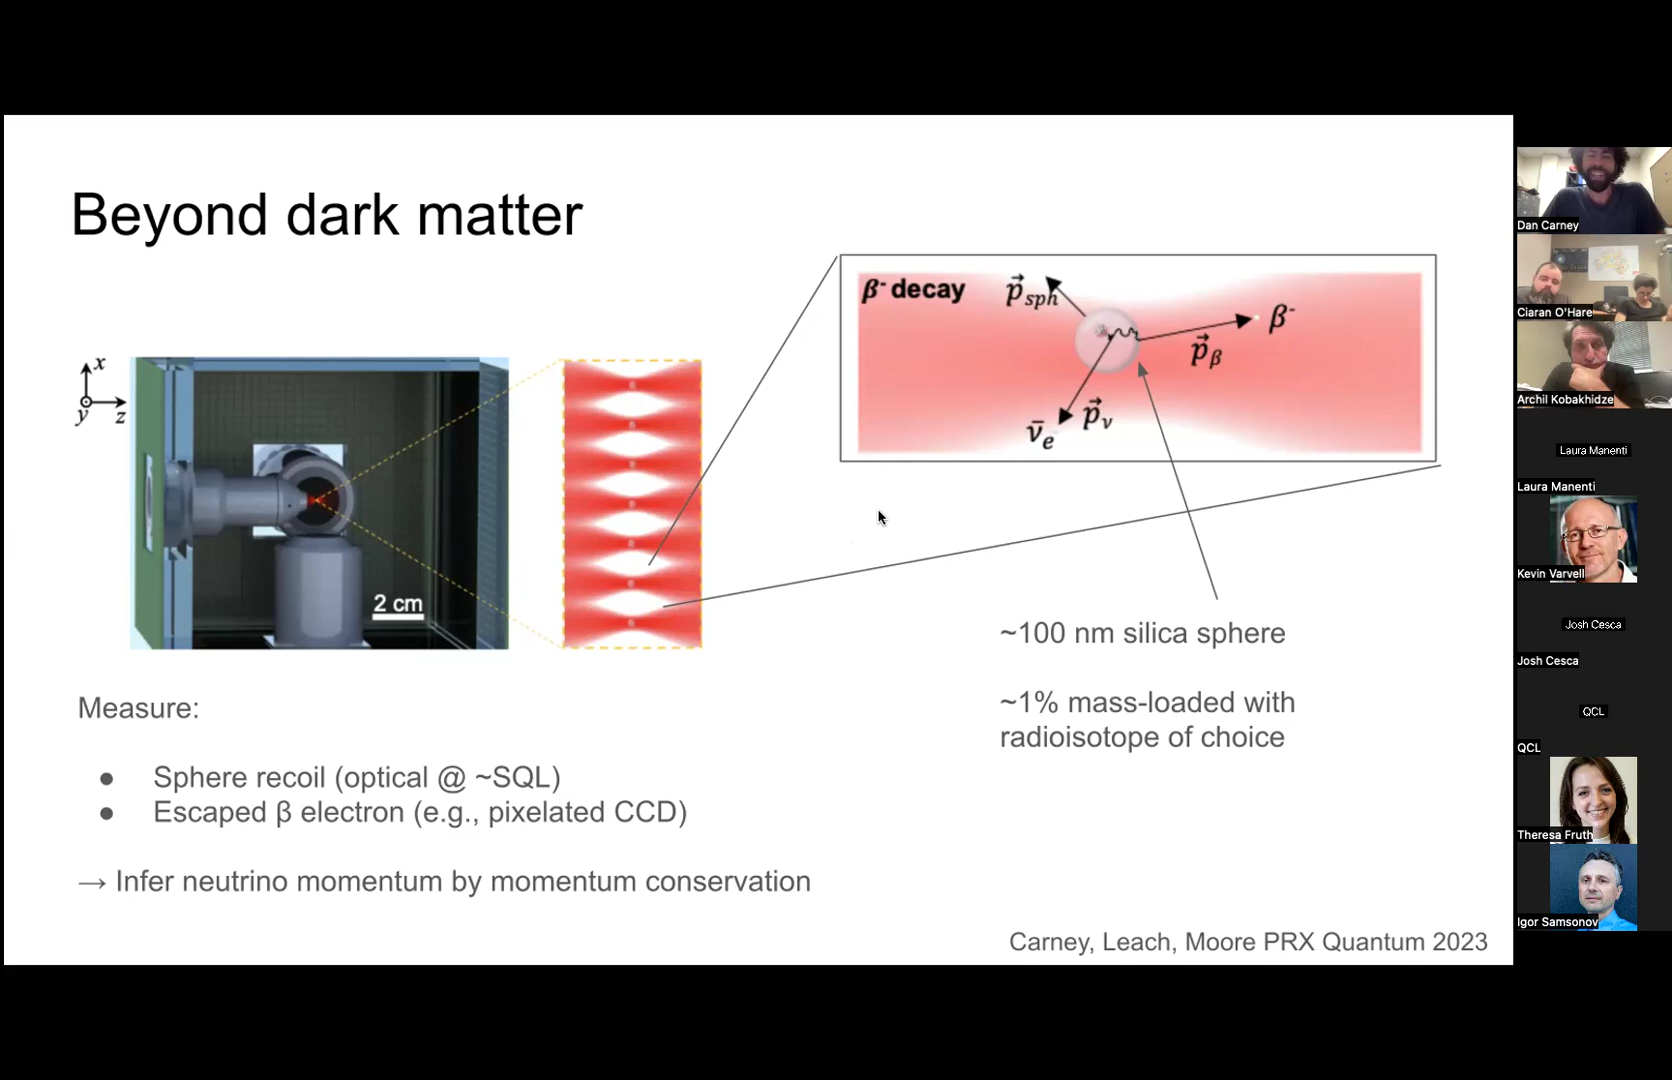 Beyond dark matter
β- decay
p⃗sph
β-
p⃗β
ν̄e
p⃗ν
x
y
z
2 cm
~100 nm silica sphere
~1% mass-loaded with
radioisotope of choice
Measure:
● Sphere recoil (optical @ ~SQL)
● Escaped β electron (e.g., pixelated CCD)
→ Infer neutrino momentum by momentum conservation
Carney, Leach, Moore PRX Quantum 2023
Dan Carney
Ciaran O'Hare
Archil Kobakhidze
Laura Manenti
Laura Manenti
Kevin Varvell
Josh Cesca
Josh Cesca
QCL
QCL
Theresa Fruth
Igor Samsonov